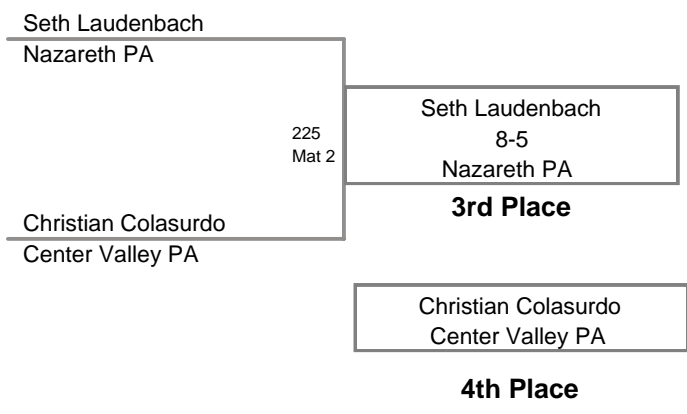 Seth Laudenbach
Nazareth PA
225
Mat 2
Seth Laudenbach
8-5
Nazareth PA
3rd Place
Christian Colasurdo
Center Valley PA
Christian Colasurdo
Center Valley PA
4th Place